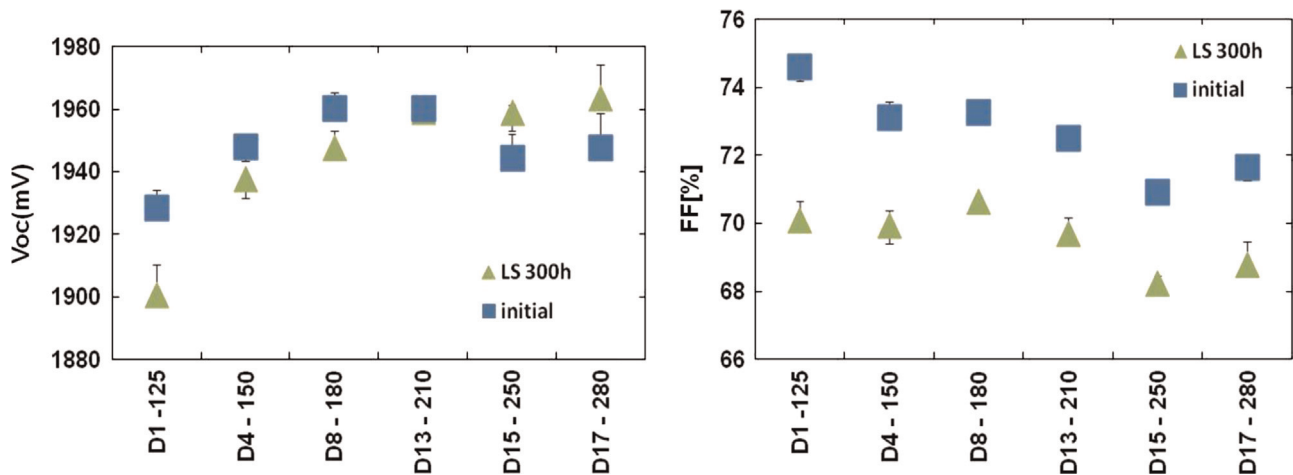 1980
1960
1940
1920
1900
1880
Voc(mV)
LS 300h
initial
D1 -125
D4 - 150
D8 - 180
D13 - 210
D15 - 250
D17 - 280
76
74
72
70
68
66
FF[%]
LS 300h
initial
D1 -125
D4 - 150
D8 - 180
D13 - 210
D15 - 250
D17 - 280